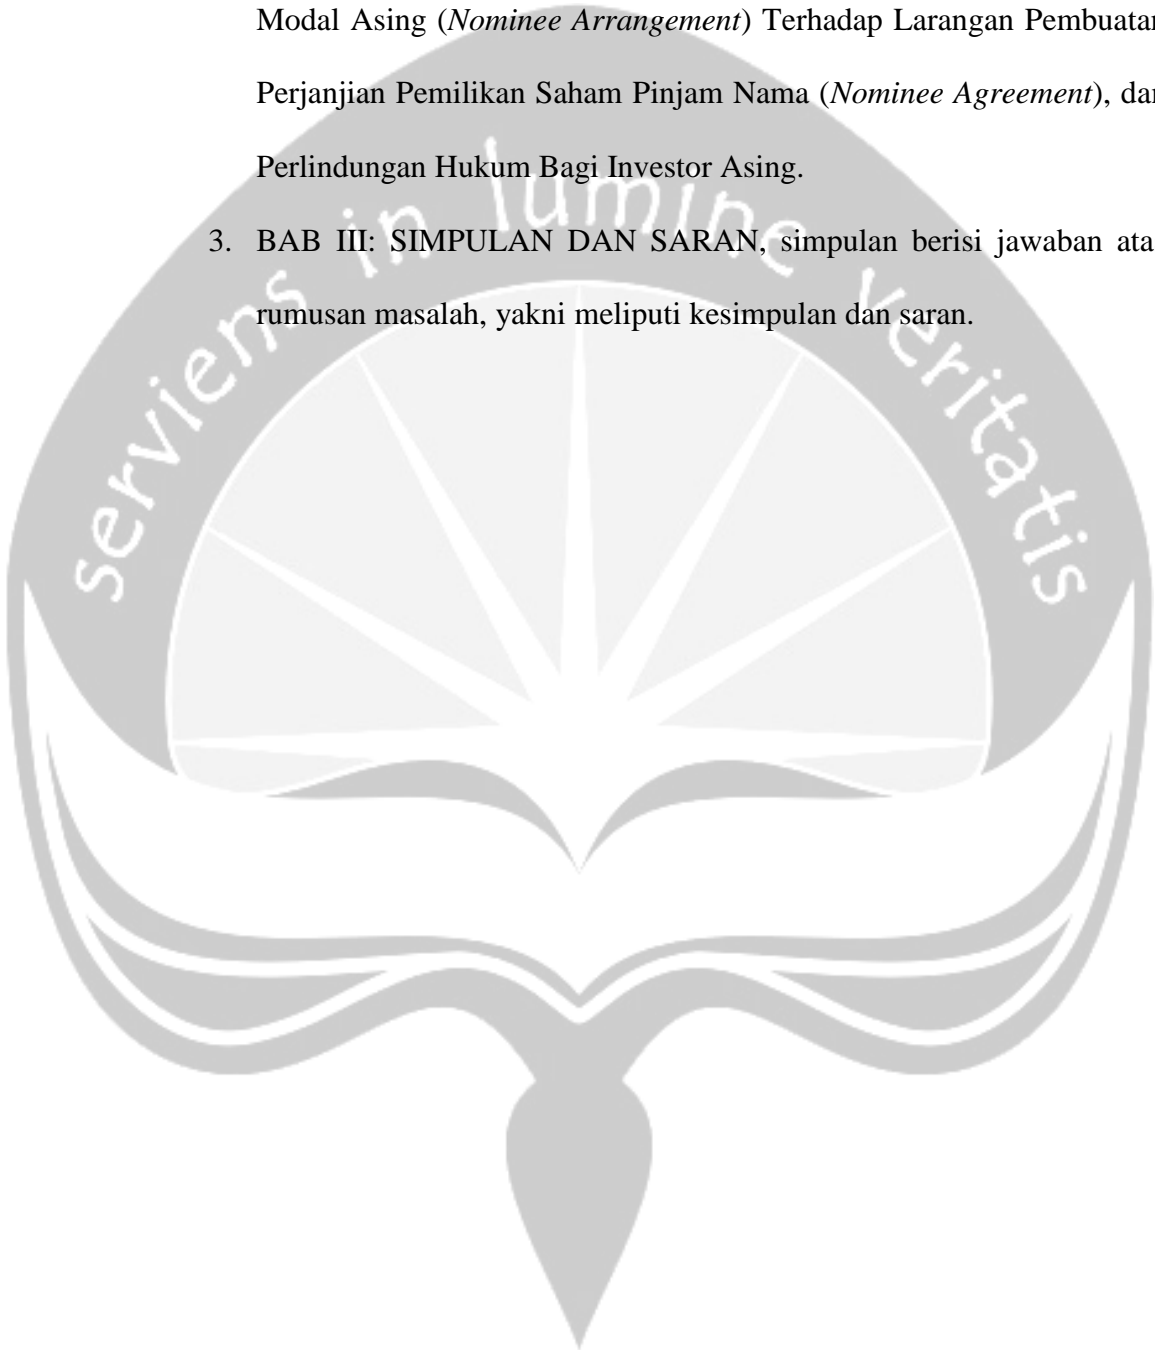 Modal Asing (Nominee Arrangement) Terhadap Larangan Pembuatan
Perjanjian Pemilikan Saham Pinjam Nama (Nominee Agreement), dan
Perlindungan Hukum Bagi Investor Asing.
3. BAB III: SIMPULAN DAN SARAN, simpulan berisi jawaban ata
rumusan masalah, yakni meliputi kesimpulan dan saran.
serviens in lumine veritatis